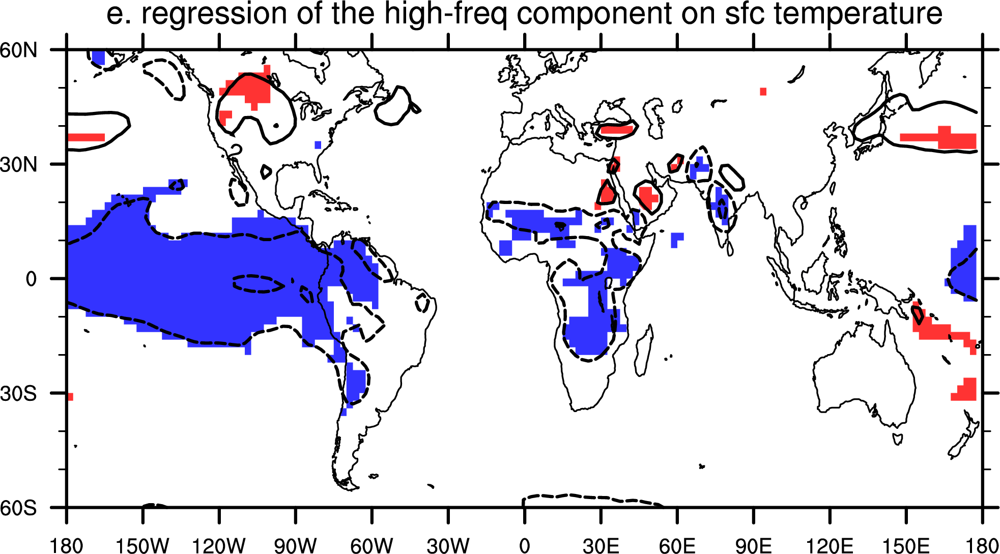 e. regression of the high-freq component on sfc temperature
60N
30N
0
30S
60S
180 150W 120W 90W 60W 30W 0 30E 60E 90E 120E 150E 180